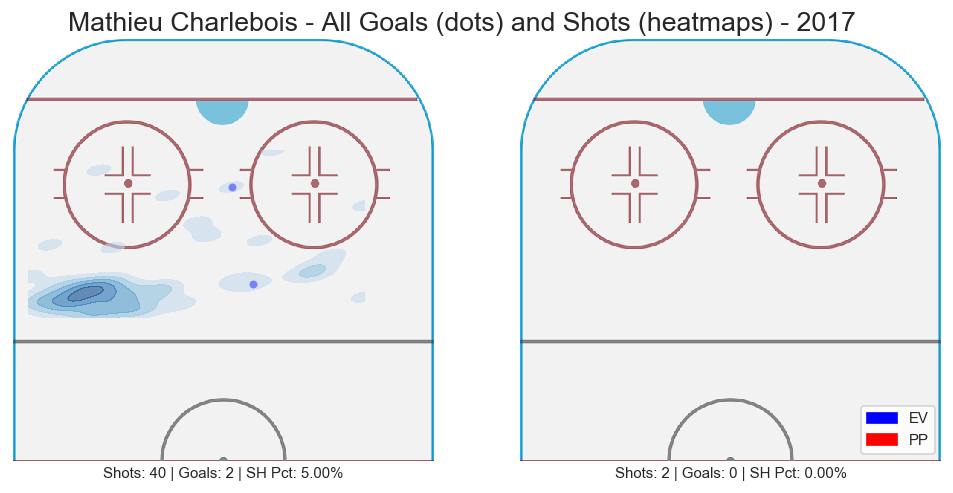 Mathieu Charlebois - All Goals (dots) and Shots (heatmaps) - 2017
EV
PP
Shots: 40 | Goals: 2 | SH Pct: 5.00%
Shots: 2 | Goals: 0 | SH Pct: 0.00%